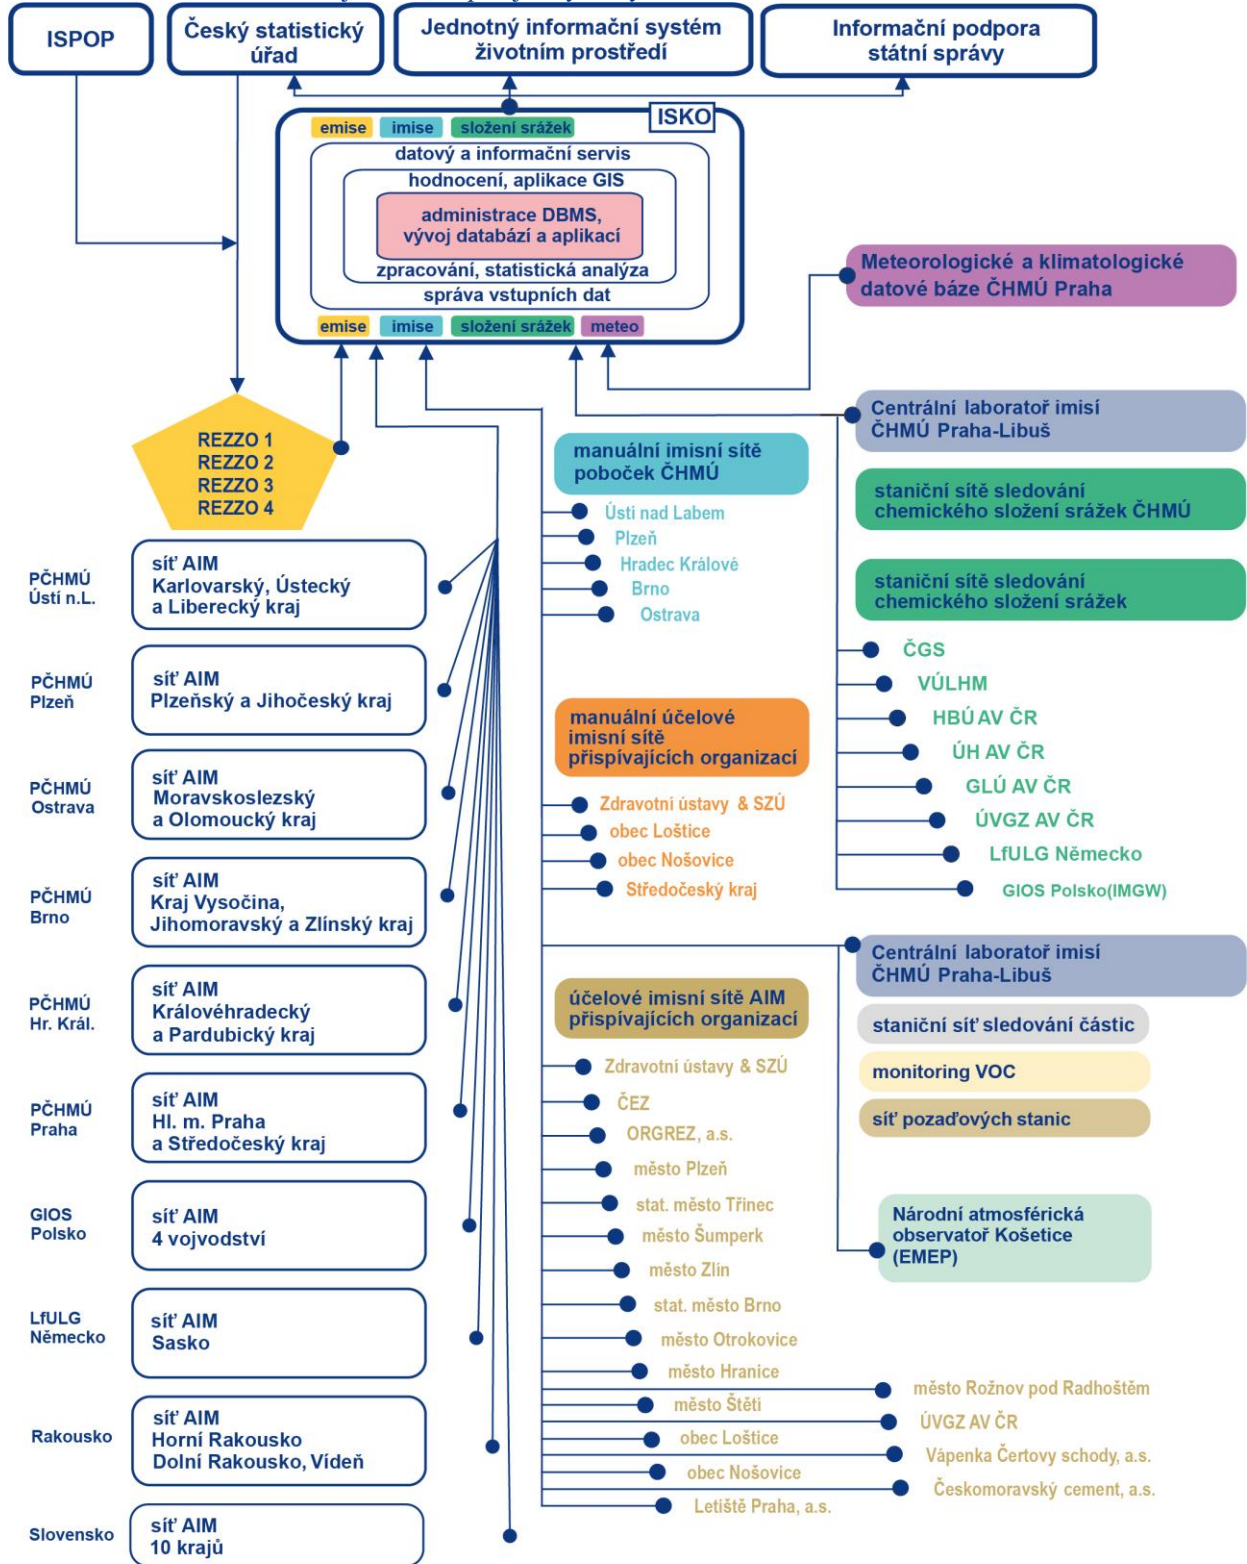 ISPOP
Český statistický
úřad
Jednotný informační systém
životním prostředí
Informační podpora
státní správy
ISKO
emise
imise
složení srážek
datový a informační servis
hodnocení, aplikace GIS
administrace DBMS,
vývoj databází a aplikací
zpracování, statistická analýza
správa vstupních dat
emise
imise
složení srážek
meteo
Meteorologické a klimatologické
datové báze ČHMÚ Praha
REZZO 1
REZZO 2
REZZO 3
REZZO 4
PČHMÚ
Ústí n.L.
síť AIM
Karlovarský, Ústecký
a Liberecký kraj
PČHMÚ
Plzeň
síť AIM
Plzeňský a Jihočeský kraj
PČHMÚ
Ostrava
síť AIM
Moravskoslezský
a Olomoucký kraj
PČHMÚ
Brno
síť AIM
Kraj Vysočina,
Jihomoravský a Zlínský kraj
PČHMÚ
Hr. Král.
síť AIM
Královéhradecký
a Pardubický kraj
PČHMÚ
Praha
síť AIM
Hl. m. Praha
a Středočeský kraj
GIOS
Polsko
síť AIM
4 vojvodství
LfULG
Německo
síť AIM
Sasko
Rakousko
síť AIM
Horní Rakousko
Dolní Rakousko, Vídeň
Slovensko
síť AIM
10 krajů
manuální imisní sítě
poboček ČHMÚ
Ústi nad Labem
Plzeň
Hradec Králové
Brno
Ostrava
manuální účelové
imisní sítě
přispívajících organizací
Zdravotní ústavy & SZÚ
obec Loštice
obec Nošovice
Středočeský kraj
účelové imisní sítě AIM
přispívajících organizací
Zdravotní ústavy & SZÚ
ČEZ
ORGREZ, a.s.
město Plzeň
stat. město Třinec
město Šumperk
město Zlín
stat. město Brno
město Otrokovice
město Hranice
město Štěti
obec Loštice
obec Nošovice
Letiště Praha, a.s.
město Rožnov pod Radhoštěm
ÚVGZ AV ČR
Vápenka Čertovy schody, a.s.
Českomoravský cement, a.s.
Centrální laboratoř imisí
ČHMÚ Praha-Libuš
staniční sítě sledování
chemického složení srážek ČHMÚ
staniční sítě sledování
chemického složení srážek
ČGS
VÚLHM
HBÚ AV ČR
ÚH AV ČR
GLÚ AV ČR
ÚVGZ AV ČR
LfULG Německo
GIOS Polsko(IMGW)
Centrální laboratoř imisí
ČHMÚ Praha-Libuš
staniční síť sledování částic
monitoring VOC
síť pozaďových stanic
Národní atmosférická
observatoř Košetice
(EMEP)